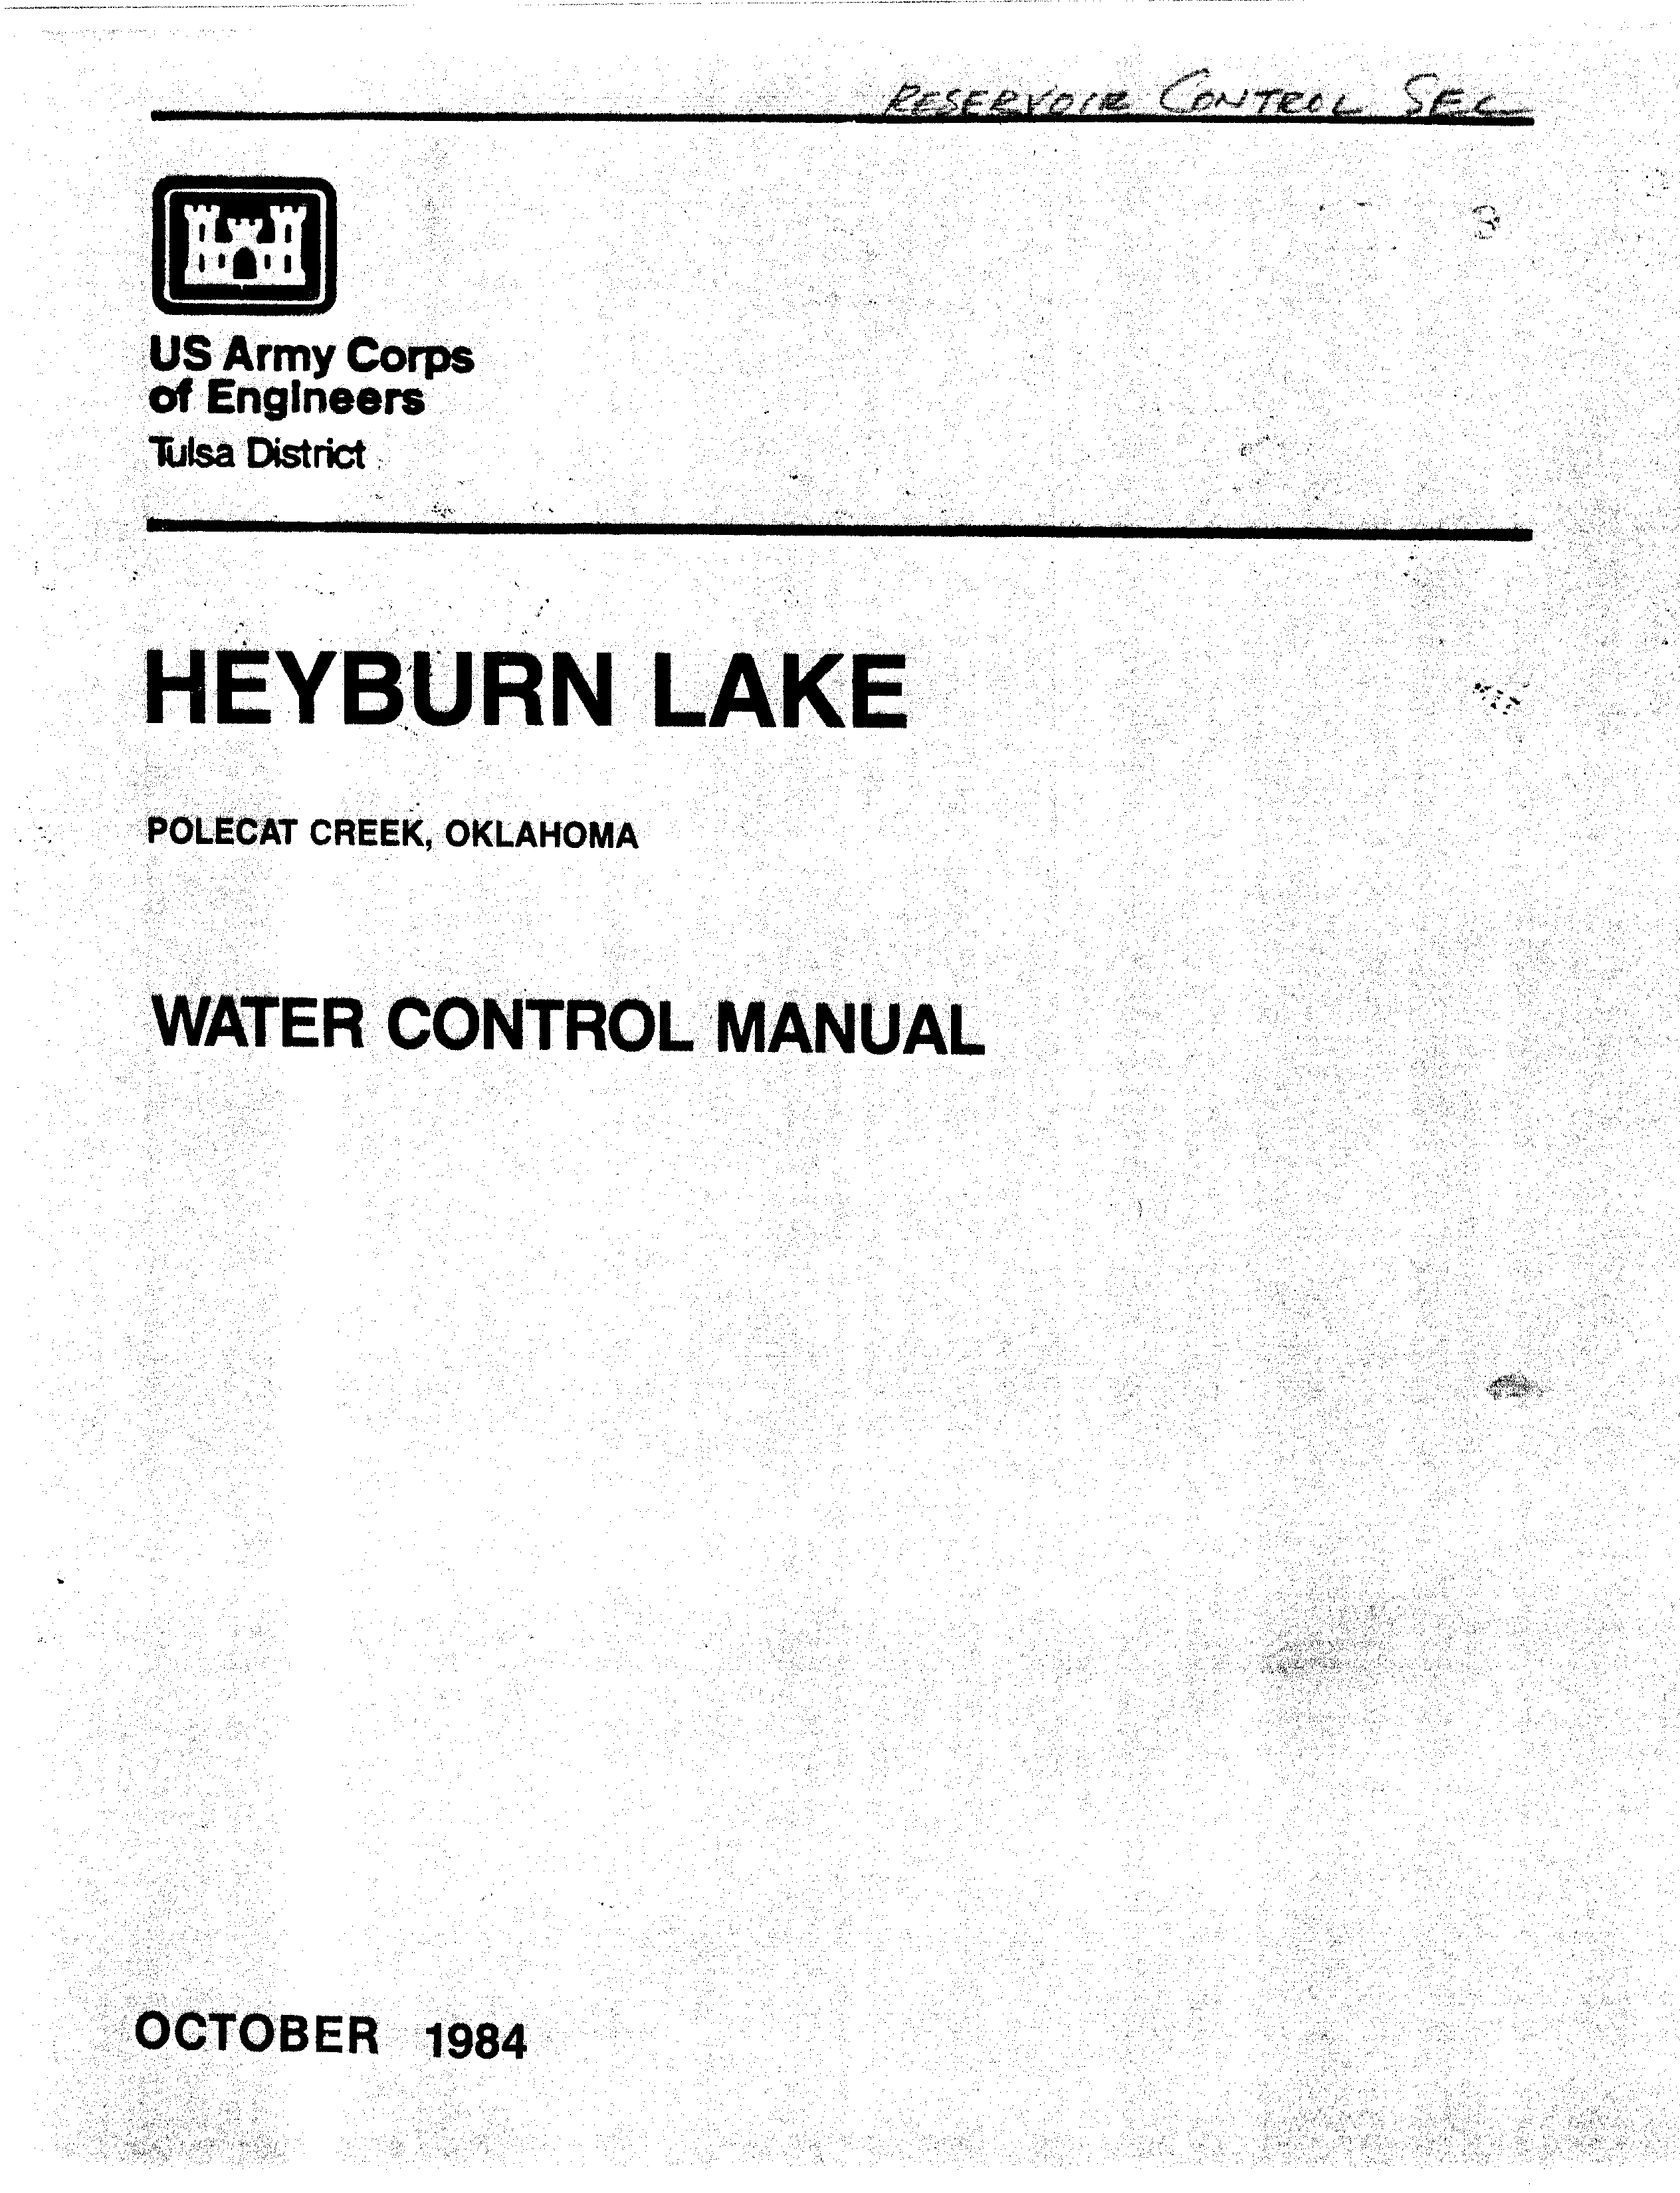 RESERVOIR CONTROL SEC
3
US Army Corps
of Engineers
Tulsa District
HEYBURN LAKE
POLECAT CREEK, OKLAHOMA
WATER CONTROL MANUAL
OCTOBER 1984